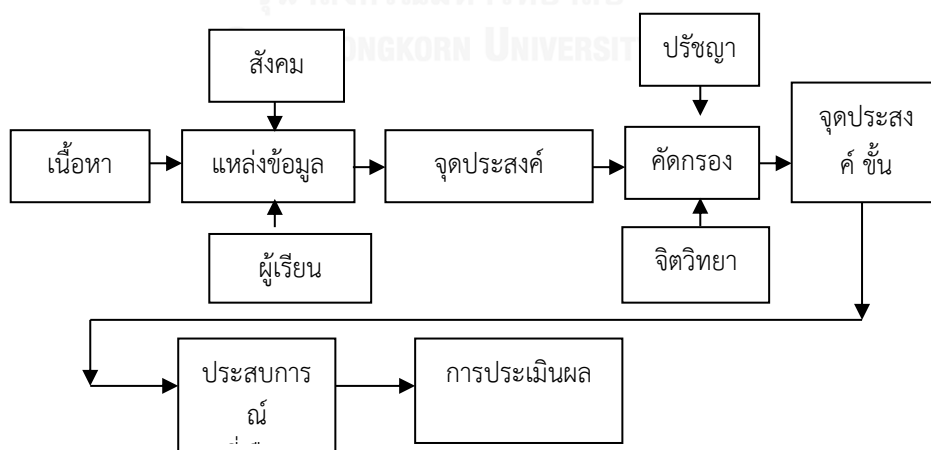 ONGKORN UNIVERSIT
สังคม
ปรัชญา
เนื้อหา
แหล่งข้อมูล
จุดประสงค์
คัดกรอง
จุดประสง
ค์ ขั้น
ผู้เรียน
จิตวิทยา
ประสบการ
ณ์
การประเมินผล